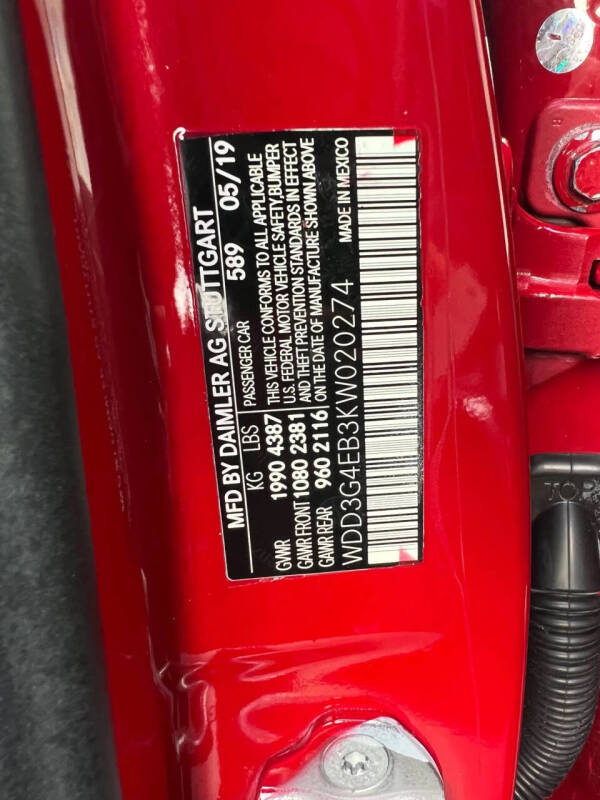 MFD BY DAIMLER AG STUTTGART
KG LBS PASSENGER CAR 589 05/19
GVWR 1990 4387 THIS VEHICLE CONFORMS TO ALL APPLICABLE
U.S. FEDERAL MOTOR VEHICLE SAFETY,BUMPER
GAWR FRONT 1080 2381 AND THEFT PREVENTION STANDARDS IN EFFECT
GAWR REAR 960 2116 ON THE DATE OF MANUFACTURE SHOWN ABOVE
WDD3G4EB3KW020274 MADE IN MEXICO
TOP